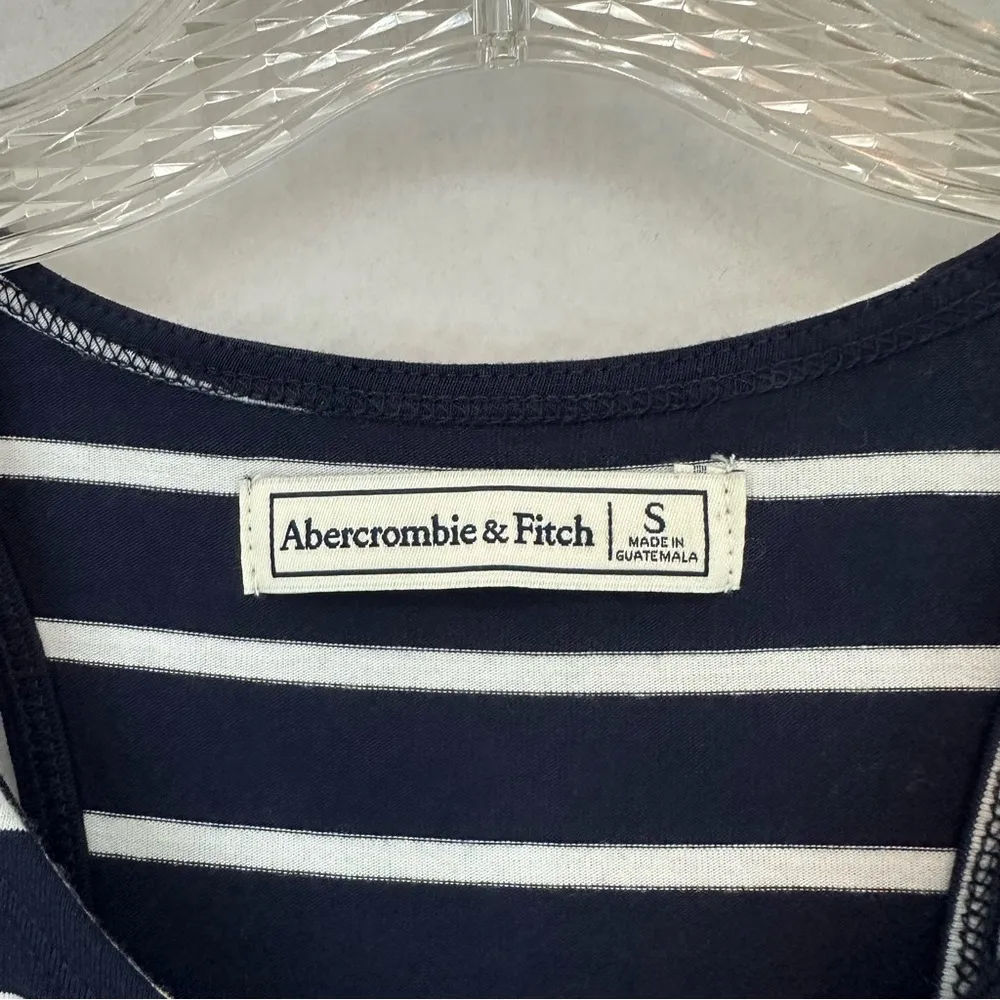 Abercrombie & Fitch
S
MADE IN
GUATEMALA